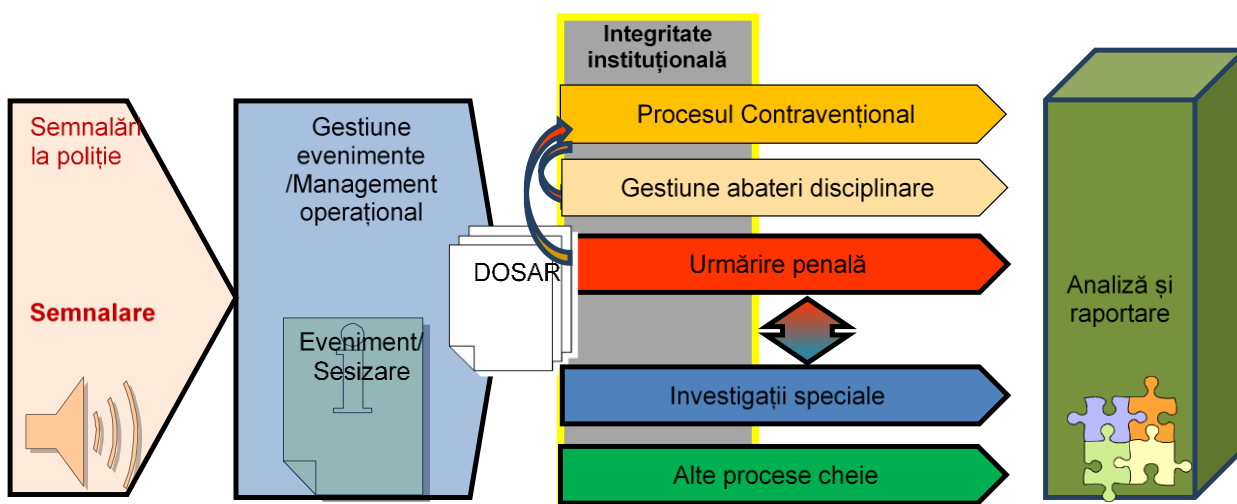 Semnalări
la poliție
Semnalare
Gestiune
evenimente
/Management
operațional
Eveniment/
Sesizare
DOSAR
Integritate
instituțională
Procesul Contravențional
Gestiune abateri disciplinare
Urmărire penală
Investigații speciale
Alte procese cheie
Analiză și
raportare